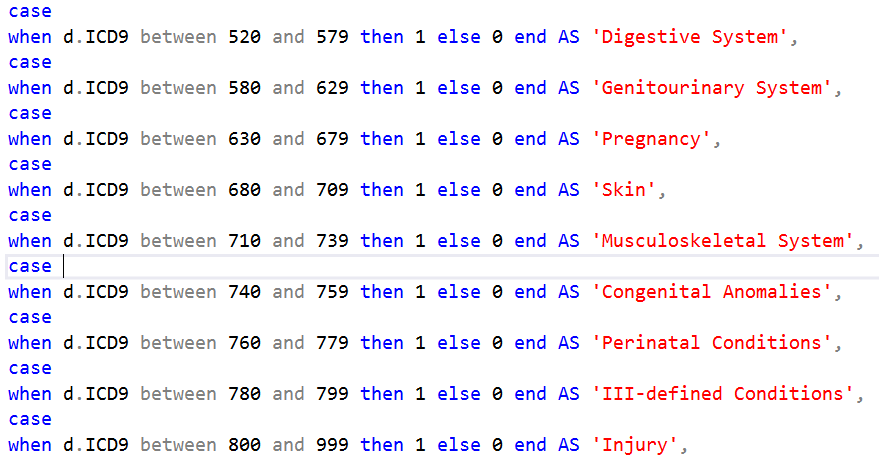 case
when d.ICD9 between 520 and 579 then 1 else 0 end AS 'Digestive System',
case
when d.ICD9 between 580 and 629 then 1 else 0 end AS 'Genitourinary System',
case
when d.ICD9 between 630 and 679 then 1 else 0 end AS 'Pregnancy',
case
when d.ICD9 between 680 and 709 then 1 else 0 end AS 'Skin',
case
when d.ICD9 between 710 and 739 then 1 else 0 end AS 'Musculoskeletal System',
case
when d.ICD9 between 740 and 759 then 1 else 0 end AS 'Congenital Anomalies',
case
when d.ICD9 between 760 and 779 then 1 else 0 end AS 'Perinatal Conditions',
case
when d.ICD9 between 780 and 799 then 1 else 0 end AS 'III-defined Conditions',
case
when d.ICD9 between 800 and 999 then 1 else 0 end AS 'Injury',